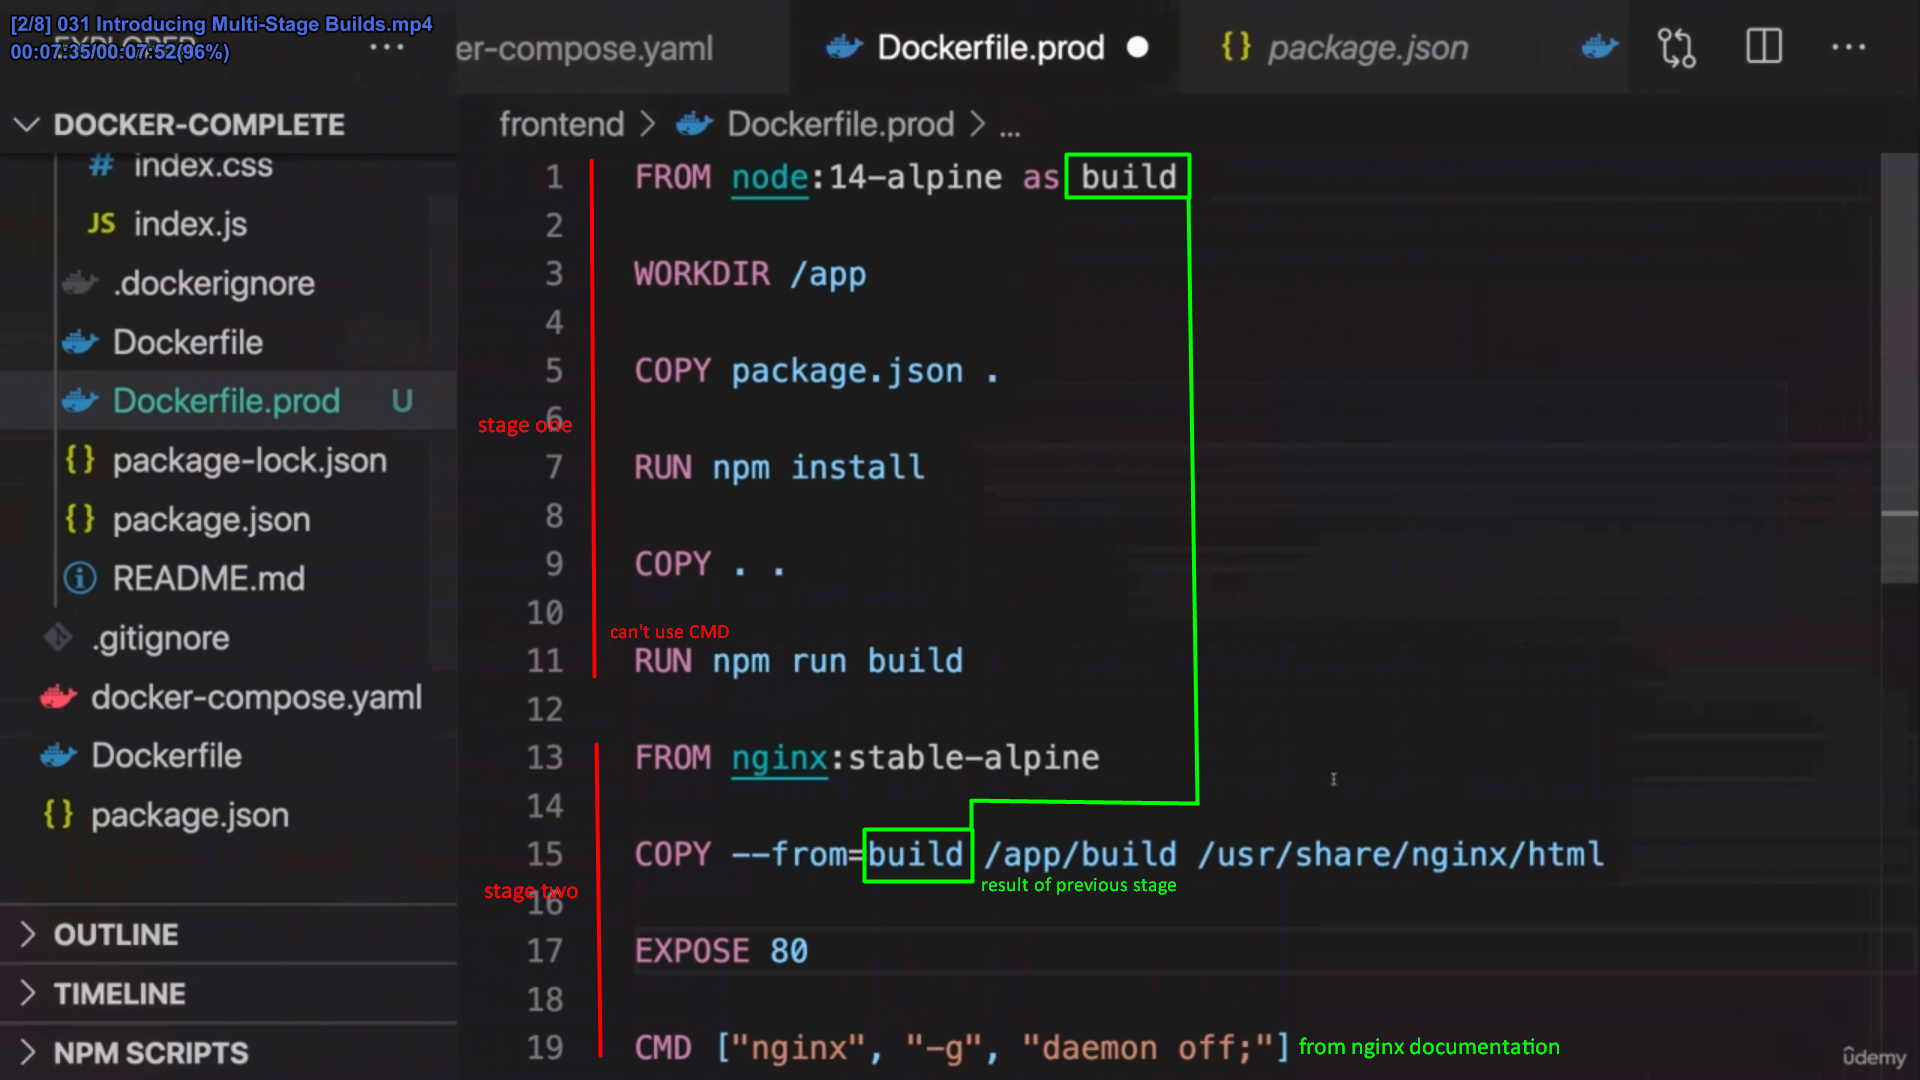 [2/8] 031 Introducing Multi-Stage Builds.mp4
00:07:35/00:07:52(96%)
EXPLORER
er-compose.yaml
Dockerfile.prod
package.json
DOCKER-COMPLETE
index.css
index.js
.dockerignore
Dockerfile
Dockerfile.prod U
package-lock.json
package.json
README.md
.gitignore
docker-compose.yaml
Dockerfile
package.json
OUTLINE
TIMELINE
NPM SCRIPTS
frontend > Dockerfile.prod > ...
1 FROM node:14-alpine as build
2
3 WORKDIR /app
4
5 COPY package.json .
6
stage one
7 RUN npm install
8
9 COPY . .
10
can't use CMD
11 RUN npm run build
12
13 FROM nginx:stable-alpine
14
15 COPY --from=build /app/build /usr/share/nginx/html
result of previous stage
stage two
16
17 EXPOSE 80
18
19 CMD ["nginx", "-g", "daemon off;"] from nginx documentation
ûdemy